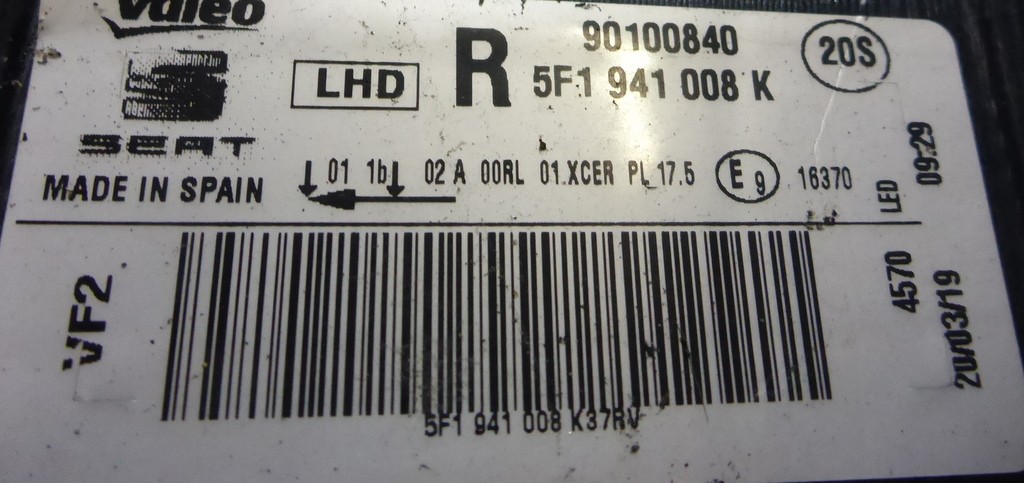 Valeo
SEAT
MADE IN SPAIN
LHD
R
90100840
5F1 941 008 K
20S
01 1b 02 A 00RL 01.XCER PL 17.5
E 9
16370
LED
09:29
VF2
4570
20/03/19
5F1 941 008 K37RV